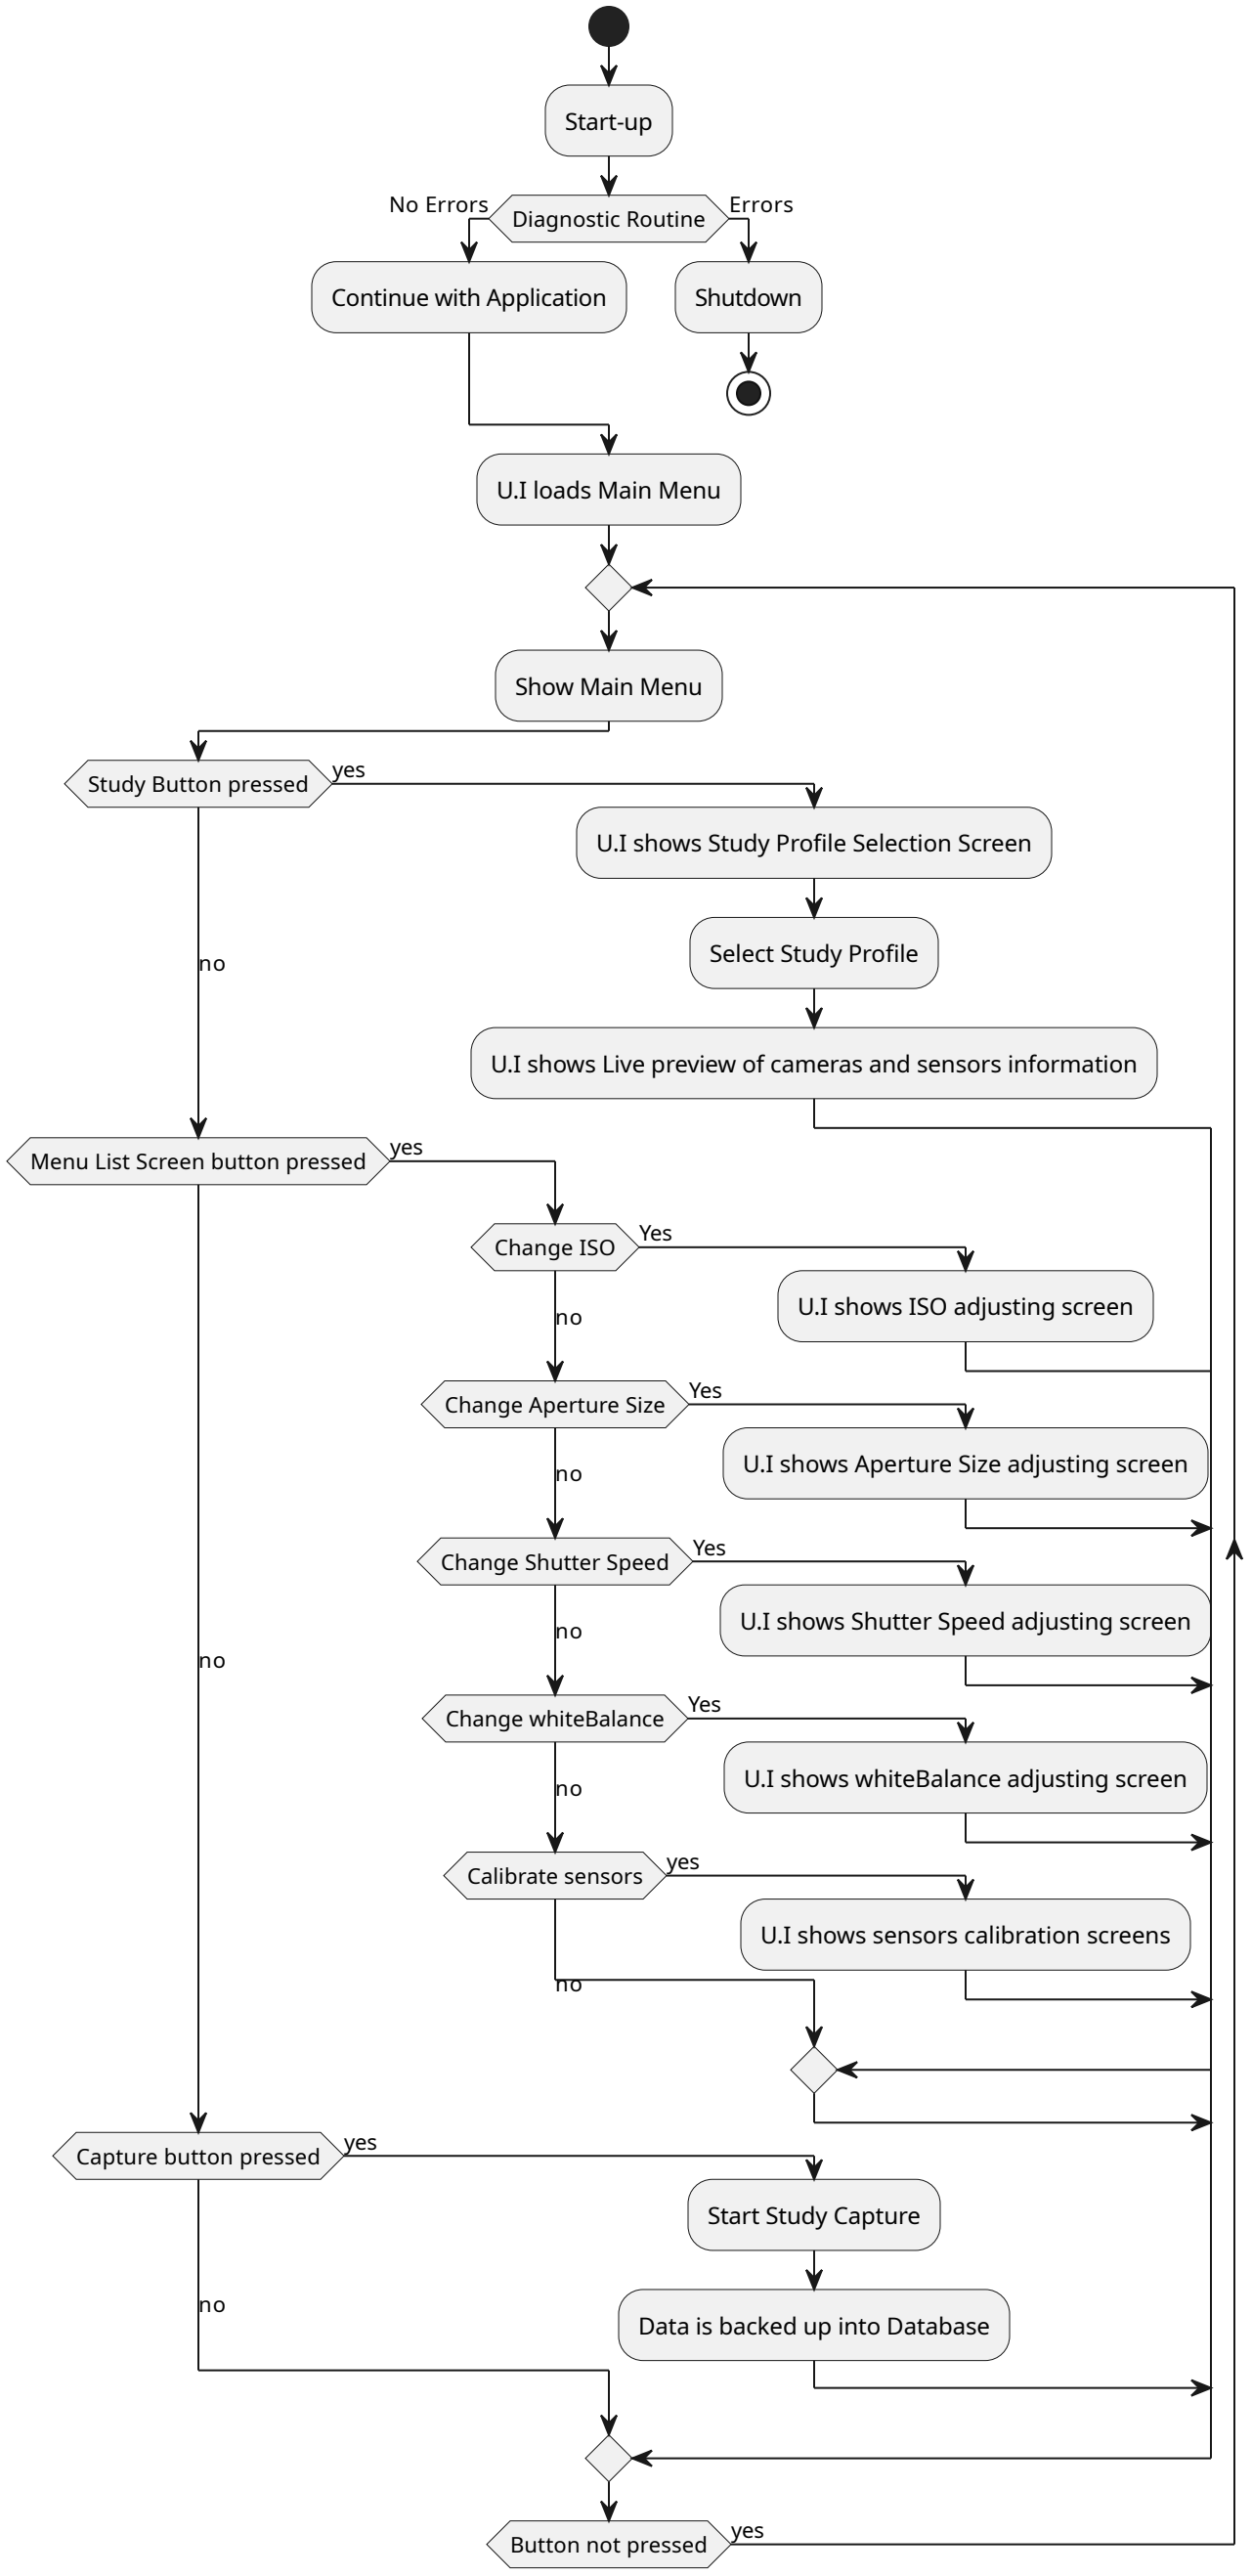 Start-up
No Errors
Diagnostic Routine
Errors
Continue with Application
Shutdown
U.I loads Main Menu
Show Main Menu
Study Button pressed
yes
U.I shows Study Profile Selection Screen
Select Study Profile
no
U.I shows Live preview of cameras and sensors information
Menu List Screen button pressed
yes
Change ISO
Yes
U.I shows ISO adjusting screen
no
Change Aperture Size
Yes
U.I shows Aperture Size adjusting screen
no
Change Shutter Speed
Yes
U.I shows Shutter Speed adjusting screen
no
no
Change whiteBalance
Yes
U.I shows whiteBalance adjusting screen
no
Calibrate sensors
yes
U.I shows sensors calibration screens
no
Capture button pressed
yes
Start Study Capture
no
Data is backed up into Database
Button not pressed
yes